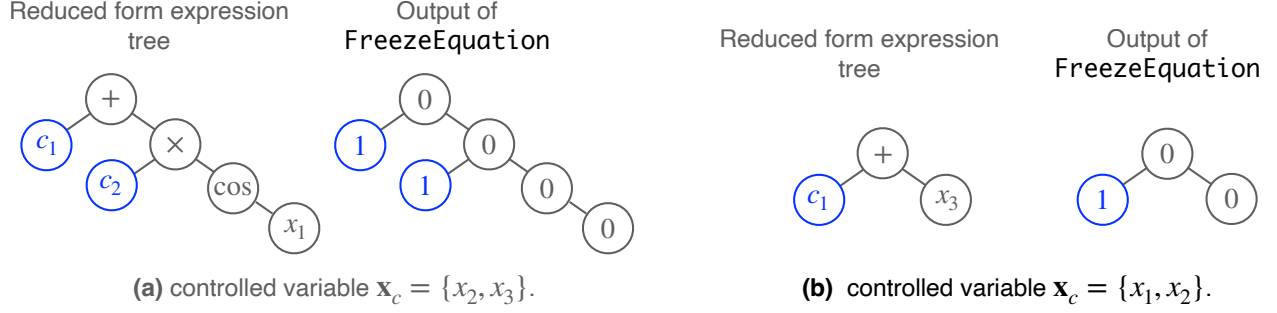 Reduced form expression
tree
Output of
FreezeEquation
+
c₁
×
c₂
cos
x₁
0
1
0
1
0
0
(a) controlled variable 𝐱_c = {x₂, x₃}.
Reduced form expression
tree
Output of
FreezeEquation
+
c₁
x₃
0
1
0
(b) controlled variable 𝐱_c = {x₁, x₂}.